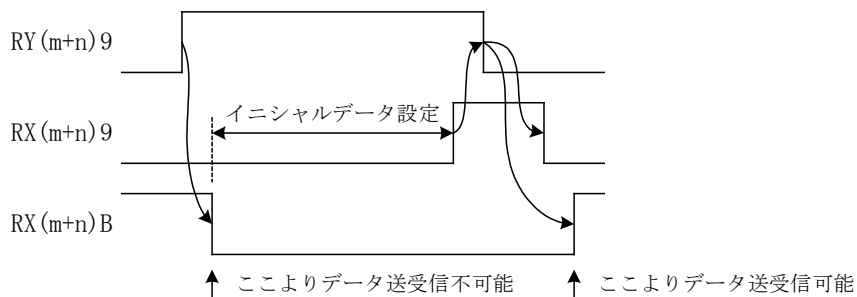 RY(m+n)9
RX(m+n)9
イニシャルデータ設定
RX(m+n)B
ここよりデータ送受信不可能
ここよりデータ送受信可能